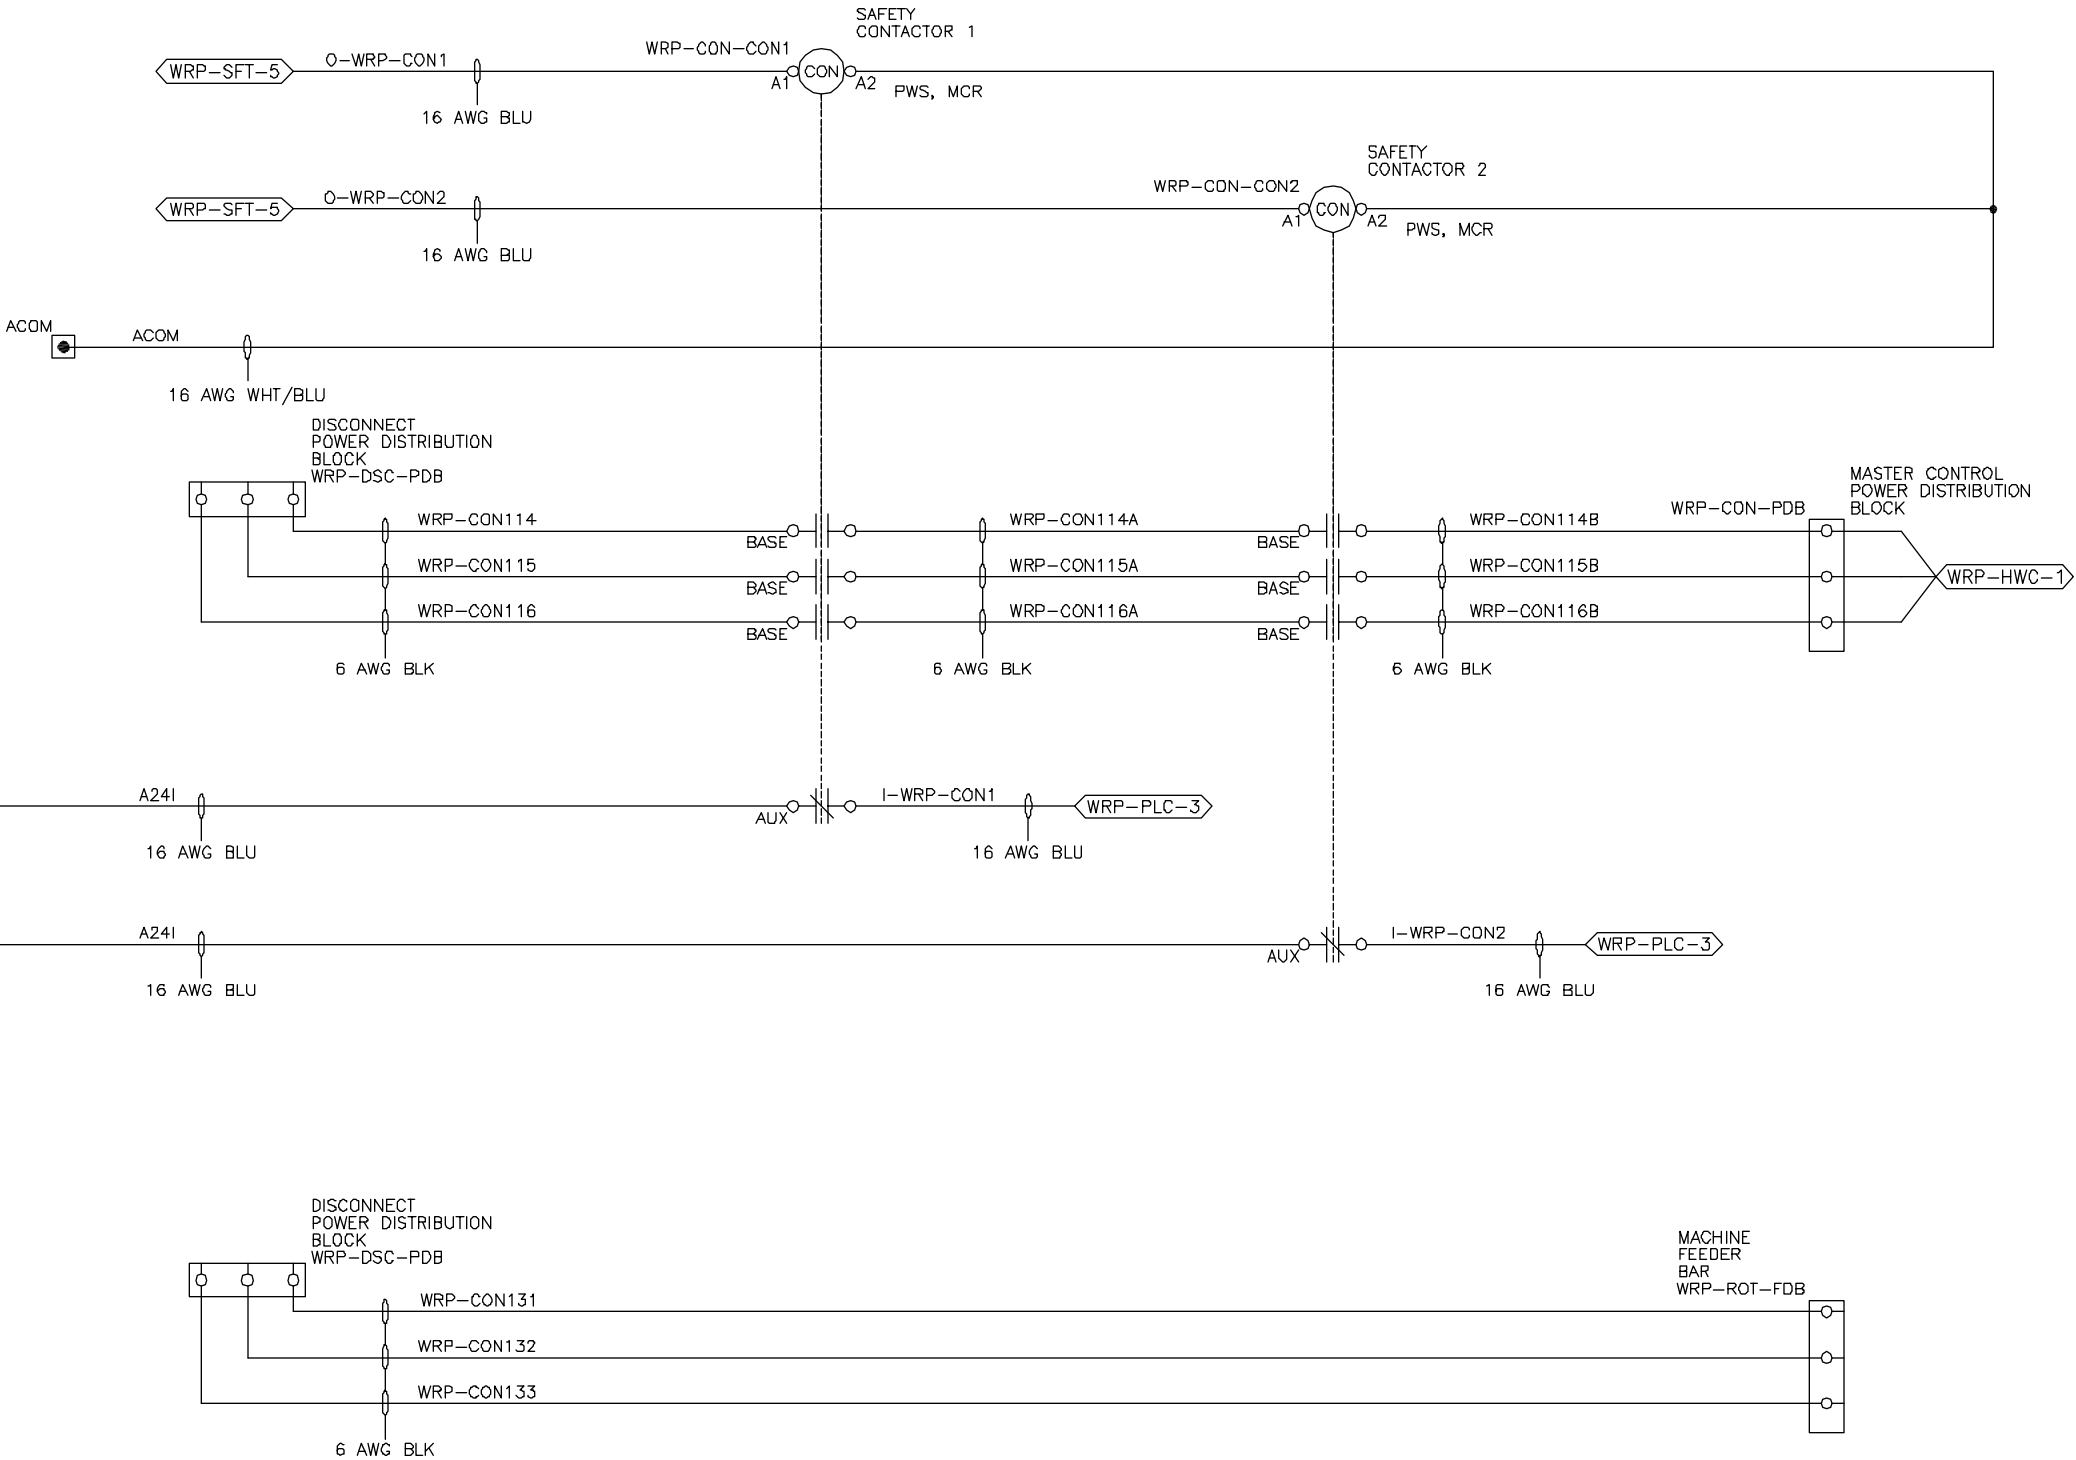 SAFETY
CONTACTOR 1
WRP-CON-CON1
O-WRP-CON1
WRP-SFT-5
CON
A1
A2
PWS, MCR
16 AWG BLU
SAFETY
CONTACTOR 2
WRP-CON-CON2
O-WRP-CON2
WRP-SFT-5
CON
A1
A2
PWS, MCR
16 AWG BLU
ACOM
ACOM
16 AWG WHT/BLU
DISCONNECT
POWER DISTRIBUTION
BLOCK
WRP-DSC-PDB
MASTER CONTROL
POWER DISTRIBUTION
BLOCK
WRP-CON-PDB
WRP-CON114
WRP-CON114A
WRP-CON114B
BASE
BASE
WRP-CON115
WRP-CON115A
WRP-CON115B
WRP-HWC-1
BASE
BASE
WRP-CON116
WRP-CON116A
WRP-CON116B
BASE
BASE
6 AWG BLK
6 AWG BLK
6 AWG BLK
A24I
I-WRP-CON1
WRP-PLC-3
AUX
16 AWG BLU
16 AWG BLU
A24I
I-WRP-CON2
WRP-PLC-3
AUX
16 AWG BLU
16 AWG BLU
DISCONNECT
POWER DISTRIBUTION
BLOCK
WRP-DSC-PDB
MACHINE
FEEDER
BAR
WRP-ROT-FDB
WRP-CON131
WRP-CON132
WRP-CON133
6 AWG BLK